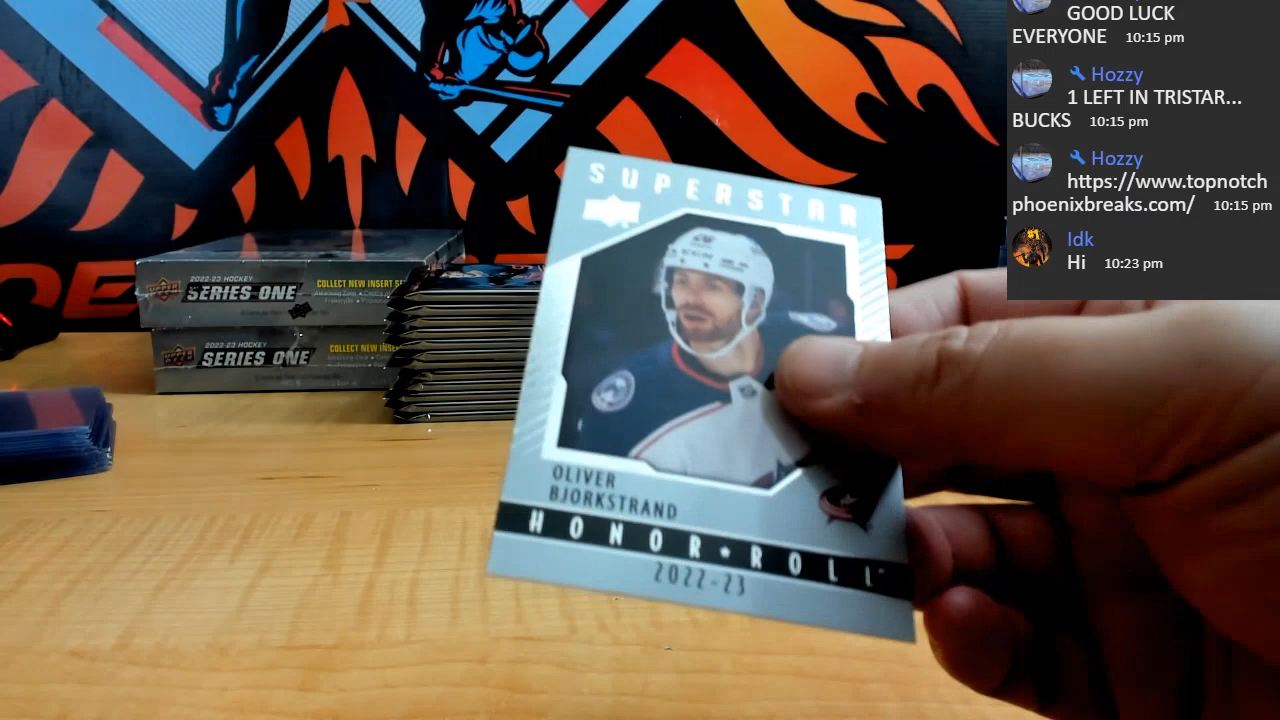 GOOD LUCK
EVERYONE 10:15 pm
Hozzy
1 LEFT IN TRISTAR...
BUCKS 10:15 pm
Hozzy
https://www.topnotch
phoenixbreaks.com/ 10:15 pm
Idk
Hi 10:23 pm
SUPERSTAR
OLIVER
BJORKSTRAND
HONOR★ROLL
2022-23
2022-23 HOCKEY
SERIES ONE
COLLECT NEW INSERT
2022-23 HOCKEY
SERIES ONE
COLLECT NEW